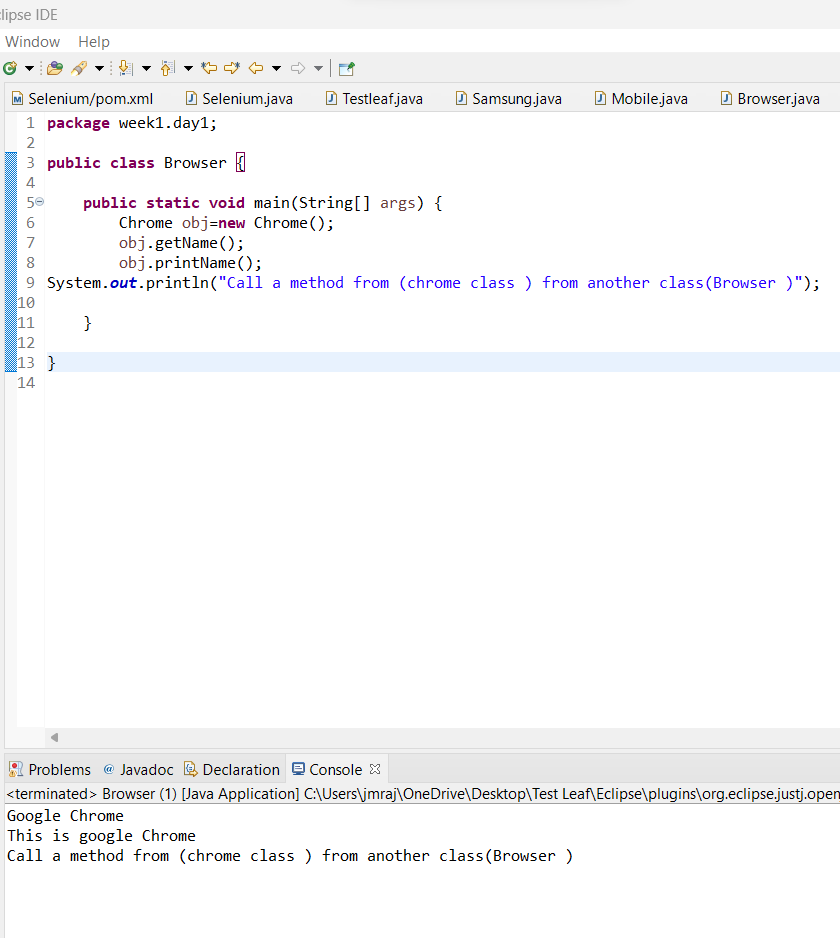 clipse IDE
Window Help
Selenium/pom.xml Selenium.java Testleaf.java Samsung.java Mobile.java Browser.java
1 package week1.day1;
2
3 public class Browser {
4
5 public static void main(String[] args) {
6 Chrome obj=new Chrome();
7 obj.getName();
8 obj.printName();
9 System.out.println("Call a method from (chrome class ) from another class(Browser )");
10
11 }
12
13 }
14
Problems @ Javadoc Declaration Console
<terminated> Browser (1) [Java Application] C:\Users\jmraj\OneDrive\Desktop\Test Leaf\Eclipse\plugins\org.eclipse.justj.open
Google Chrome
This is google Chrome
Call a method from (chrome class ) from another class(Browser )